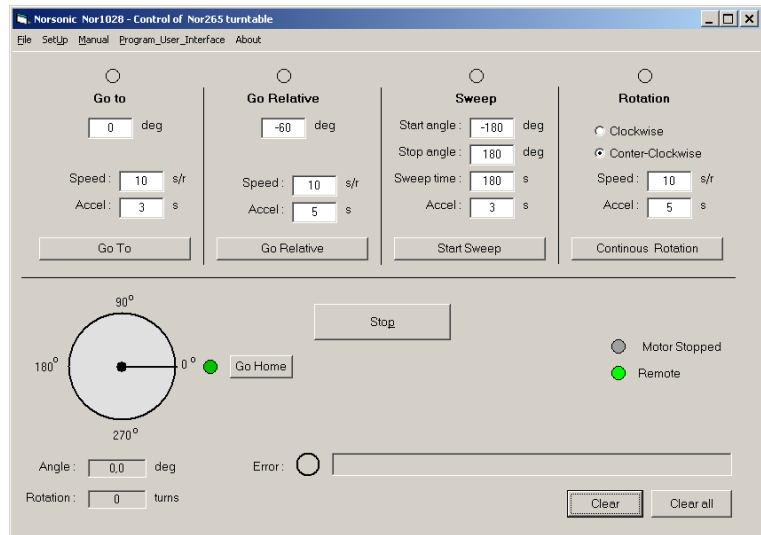 Norsonic Nor1028 - Control of Nor265 turntable
File SetUp Manual Program_User_Interface About
Go to
0 deg
Speed : 10 s/r
Accel : 3 s
Go To
Go Relative
-60 deg
Speed : 10 s/r
Accel : 5 s
Go Relative
Sweep
Start angle : -180 deg
Stop angle : 180 deg
Sweep time : 180 s
Accel : 3 s
Start Sweep
Rotation
Clockwise
Conter-Clockwise
Speed : 10 s/r
Accel : 5 s
Continous Rotation
90°
180°
0°
270°
Go Home
Stop
Motor Stopped
Remote
Angle : 0,0 deg
Rotation : 0 turns
Error :
Clear
Clear all